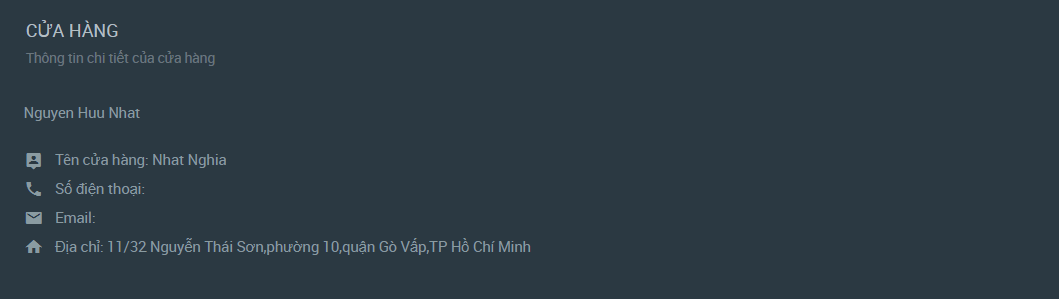 CỬA HÀNG
Thông tin chi tiết của cửa hàng
Nguyen Huu Nhat
Tên cửa hàng: Nhat Nghia
Số điện thoại:
Email:
Địa chỉ: 11/32 Nguyễn Thái Sơn,phường 10,quận Gò Vấp,TP Hồ Chí Minh